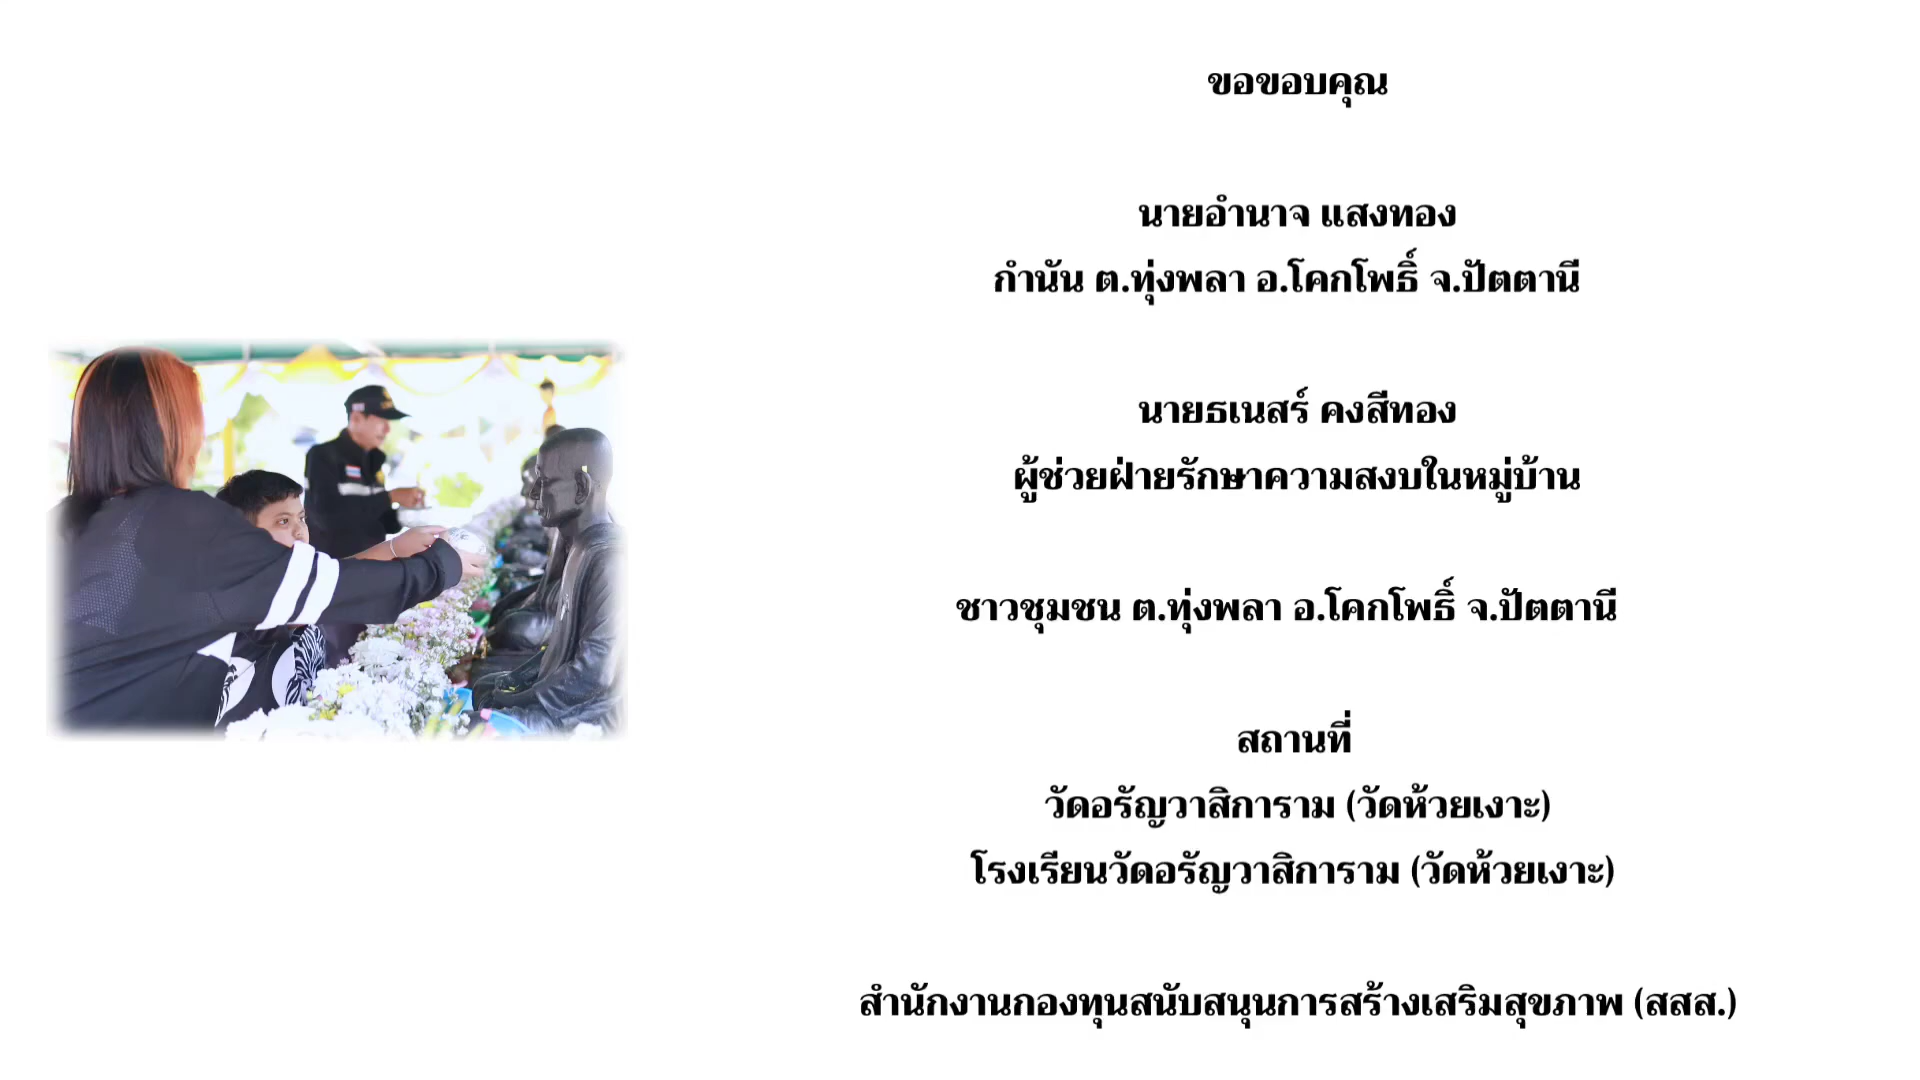 ขอขอบคุณ
นายอำนาจ แสงทอง
กำนัน ต.ทุ่งพลา อ.โคกโพธิ์ จ.ปัตตานี
นายธเนสร์ คงสีทอง
ผู้ช่วยฝ่ายรักษาความสงบในหมู่บ้าน
ชาวชุมชน ต.ทุ่งพลา อ.โคกโพธิ์ จ.ปัตตานี
สถานที่
วัดอรัญวาสิการาม (วัดห้วยเงาะ)
โรงเรียนวัดอรัญวาสิการาม (วัดห้วยเงาะ)
สำนักงานกองทุนสนับสนุนการสร้างเสริมสุขภาพ (สสส.)